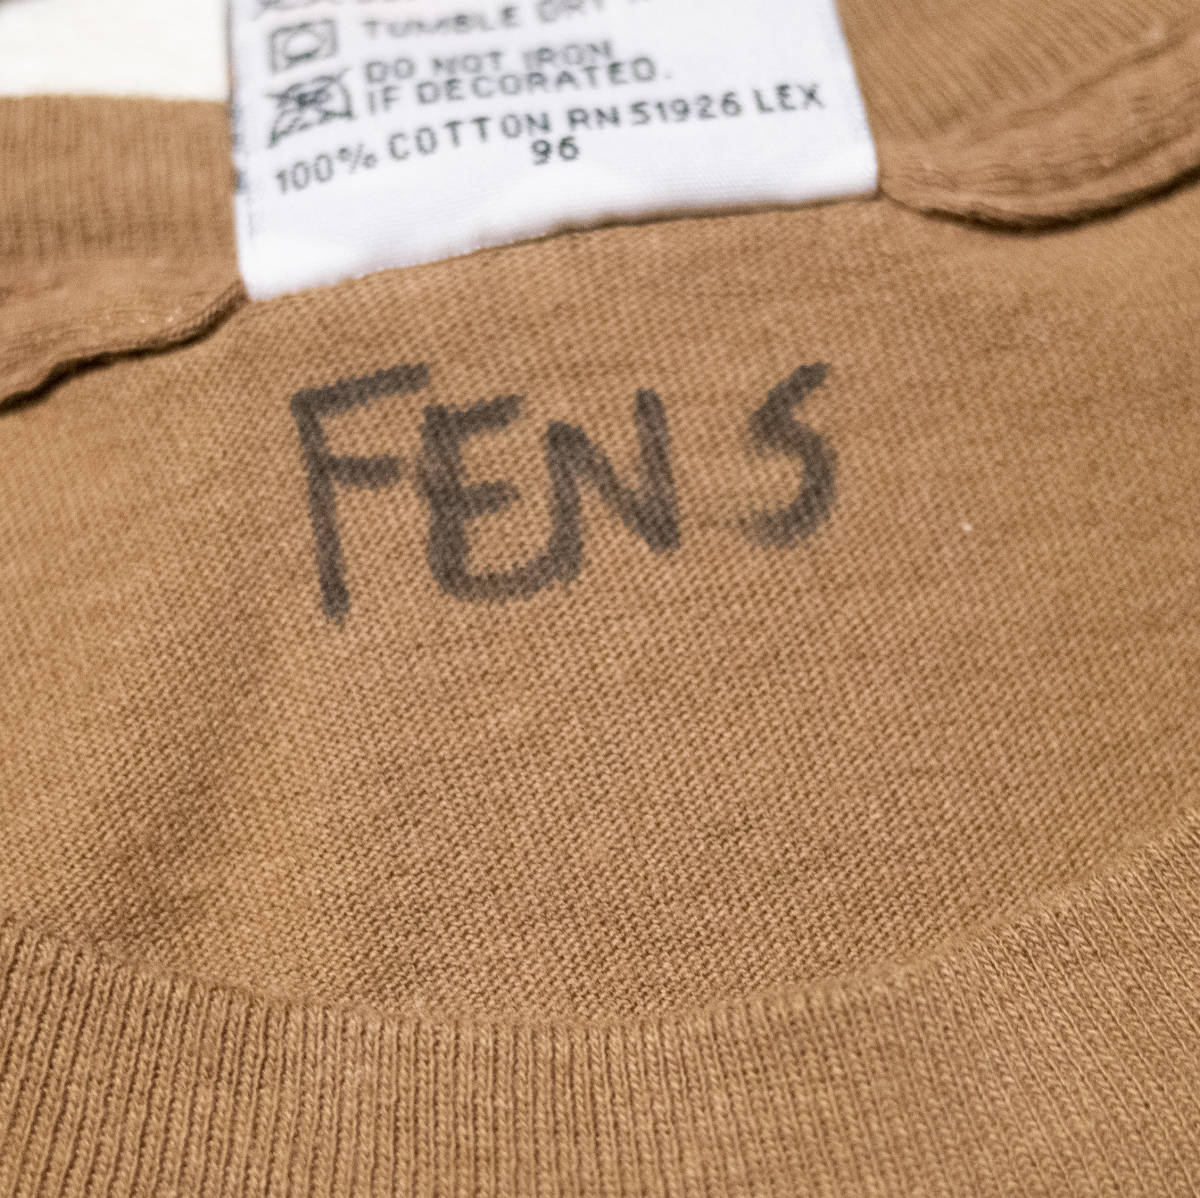 TUMBLE DRY
DO NOT IRON
IF DECORATED.
100% COTTON RN 51926 LEX
96
FENS